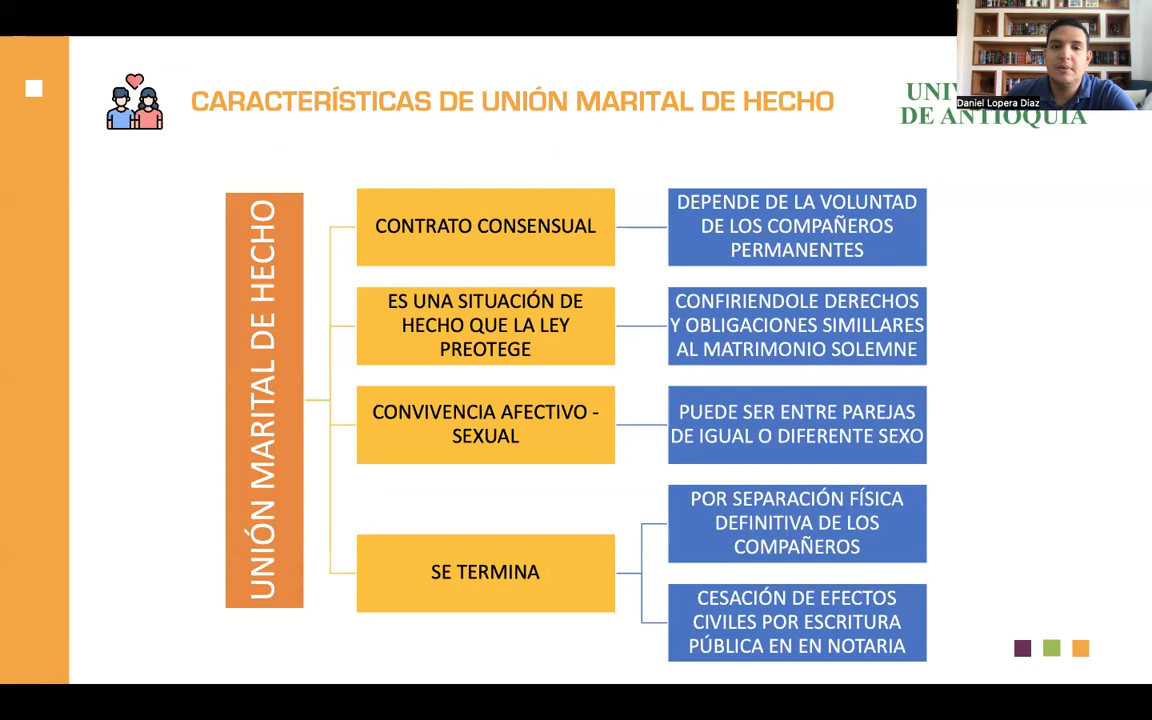 CARACTERÍSTICAS DE UNIÓN MARITAL DE HECHO
DE ANTIOQUIA
Daniel Lopera Diaz
UNIÓN MARITAL DE HECHO
CONTRATO CONSENSUAL
DEPENDE DE LA VOLUNTAD
DE LOS COMPAÑEROS
PERMANENTES
ES UNA SITUACIÓN DE
HECHO QUE LA LEY
PREOTEGE
CONFIRIENDOLE DERECHOS
Y OBLIGACIONES SIMILLARES
AL MATRIMONIO SOLEMNE
CONVIVENCIA AFECTIVO -
SEXUAL
PUEDE SER ENTRE PAREJAS
DE IGUAL O DIFERENTE SEXO
SE TERMINA
POR SEPARACIÓN FÍSICA
DEFINITIVA DE LOS
COMPAÑEROS
CESACIÓN DE EFECTOS
CIVILES POR ESCRITURA
PÚBLICA EN EN NOTARIA